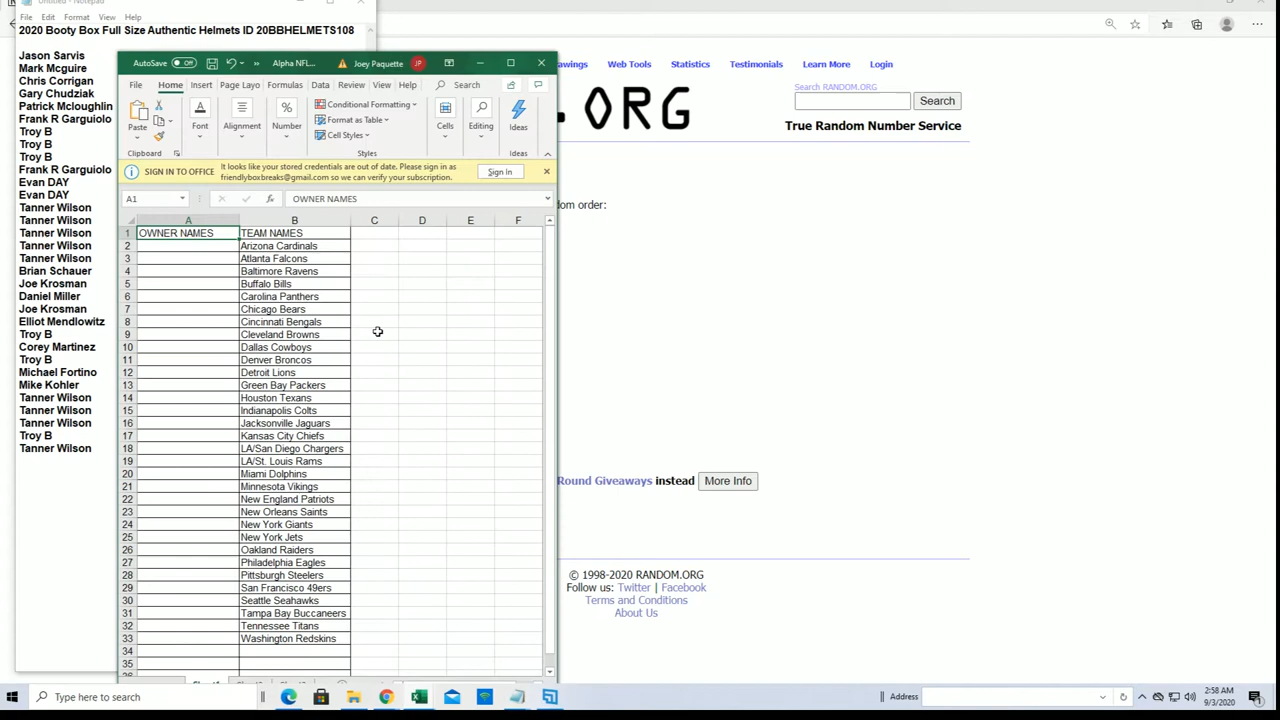 Untitled - Notepad
File Edit Format View Help
2020 Booty Box Full Size Authentic Helmets ID 20BBHELMETS108
Jason Sarvis
Mark Mcguire
Chris Corrigan
Gary Chudziak
Patrick Mcloughlin
Frank R Garguiolo
Troy B
Troy B
Troy B
Frank R Garguiolo
Evan DAY
Evan DAY
Tanner Wilson
Tanner Wilson
Tanner Wilson
Tanner Wilson
Tanner Wilson
Brian Schauer
Joe Krosman
Daniel Miller
Joe Krosman
Elliot Mendlowitz
Troy B
Corey Martinez
Troy B
Michael Fortino
Mike Kohler
Tanner Wilson
Tanner Wilson
Tanner Wilson
Troy B
Tanner Wilson
AutoSave Off Alpha NFL... Joey Paquette JP
File Home Insert Page Layo Formulas Data Review View Help Search
Paste
Clipboard
Font
Alignment
Number
Conditional Formatting
Format as Table
Cell Styles
Styles
Cells
Editing
Ideas
Ideas
SIGN IN TO OFFICE It looks like your stored credentials are out of date. Please sign in as
friendlyboxbreaks@gmail.com so we can verify your subscription.
Sign in
A1 fx OWNER NAMES
A B C D E F
1 OWNER NAMES TEAM NAMES
2 Arizona Cardinals
3 Atlanta Falcons
4 Baltimore Ravens
5 Buffalo Bills
6 Carolina Panthers
7 Chicago Bears
8 Cincinnati Bengals
9 Cleveland Browns
10 Dallas Cowboys
11 Denver Broncos
12 Detroit Lions
13 Green Bay Packers
14 Houston Texans
15 Indianapolis Colts
16 Jacksonville Jaguars
17 Kansas City Chiefs
18 LA/San Diego Chargers
19 LA/St. Louis Rams
20 Miami Dolphins
21 Minnesota Vikings
22 New England Patriots
23 New Orleans Saints
24 New York Giants
25 New York Jets
26 Oakland Raiders
27 Philadelphia Eagles
28 Pittsburgh Steelers
29 San Francisco 49ers
30 Seattle Seahawks
31 Tampa Bay Buccaneers
32 Tennessee Titans
33 Washington Redskins
34
35
awings Web Tools Statistics Testimonials Learn More Login
.ORG
Search RANDOM.ORG
Search
True Random Number Service
dom order:
Round Giveaways instead More Info
© 1998-2020 RANDOM.ORG
Follow us: Twitter | Facebook
Terms and Conditions
About Us
Type here to search
Address
2:58 AM
9/3/2020